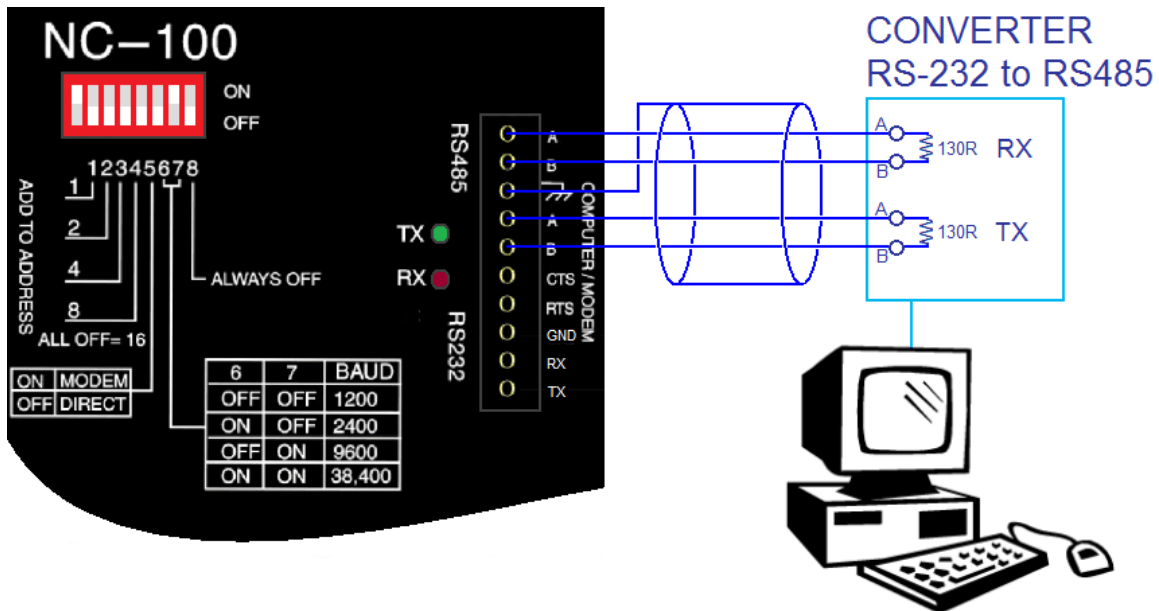 NC-100
ON
OFF
12345678
ADD TO ADDRESS
1
2
4
8
ALL OFF= 16
ALWAYS OFF
ON MODEM
OFF DIRECT
6 7 BAUD
OFF OFF 1200
ON OFF 2400
OFF ON 9600
ON ON 38,400
TX
RX
RS485
RS232
A
B
A
B
CTS
RTS
GND
RX
TX
COMPUTER / MODEM
CONVERTER
RS-232 to RS485
A
130R RX
B
A
130R TX
B